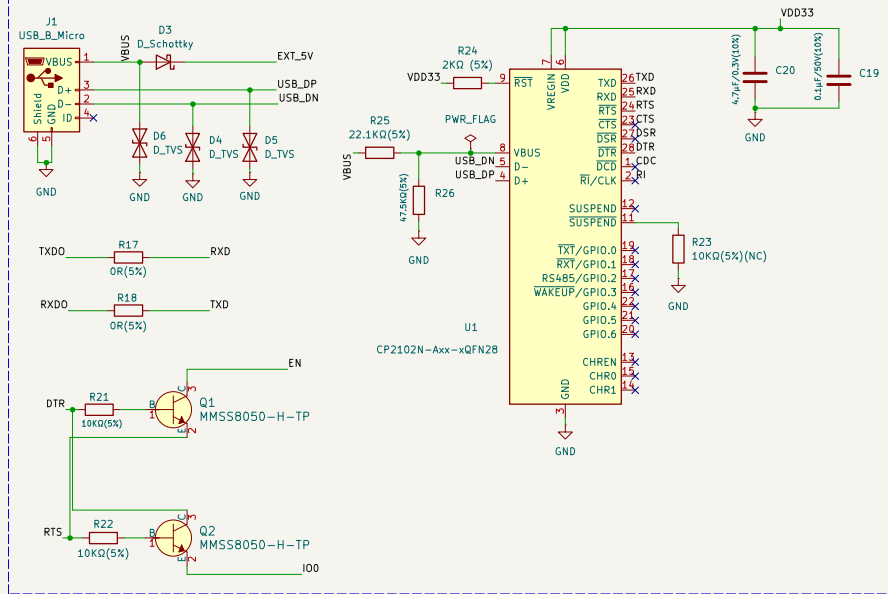 J1
USB_B_Micro
VBUS
D+
D-
ID
Shield
GND
1
3
2
4
6
5
GND
VBUS
D3
D_Schottky
EXT_5V
USB_DP
USB_DN
D6
D_TVS
D4
D_TVS
D5
D_TVS
GND
GND
GND
TXDO
R17
0R(5%)
RXD
RXDO
R18
0R(5%)
TXD
EN
DTR
R21
10KΩ(5%)
B
1
C
3
E
2
Q1
MMSS8050-H-TP
RTS
R22
10KΩ(5%)
B
1
C
3
E
2
Q2
MMSS8050-H-TP
IO0
R24
2KΩ (5%)
VDD33
R25
22.1KΩ(5%)
VBUS
PWR_FLAG
R26
47.5KΩ(5%)
GND
USB_DN
USB_DP
9
8
5
4
7
6
RST
VBUS
D-
D+
VREGIN
VDD
TXD
RXD
RTS
CTS
DSR
DTR
DCD
RI/CLK
SUSPEND
SUSPEND
TXT/GPIO.0
RXT/GPIO.1
RS485/GPIO.2
WAKEUP/GPIO.3
GPIO.4
GPIO.5
GPIO.6
CHREN
CHR0
CHR1
GND
3
GND
26
TXD
25
RXD
24
RTS
23
CTS
27
DSR
28
DTR
1
CDC
2
RI
12
11
19
18
17
16
22
21
20
13
15
14
U1
CP2102N-Axx-xQFN28
R23
10KΩ(5%)(NC)
GND
VDD33
4.7μF/6.3V(10%)
C20
0.1μF/50V(10%)
C19
GND